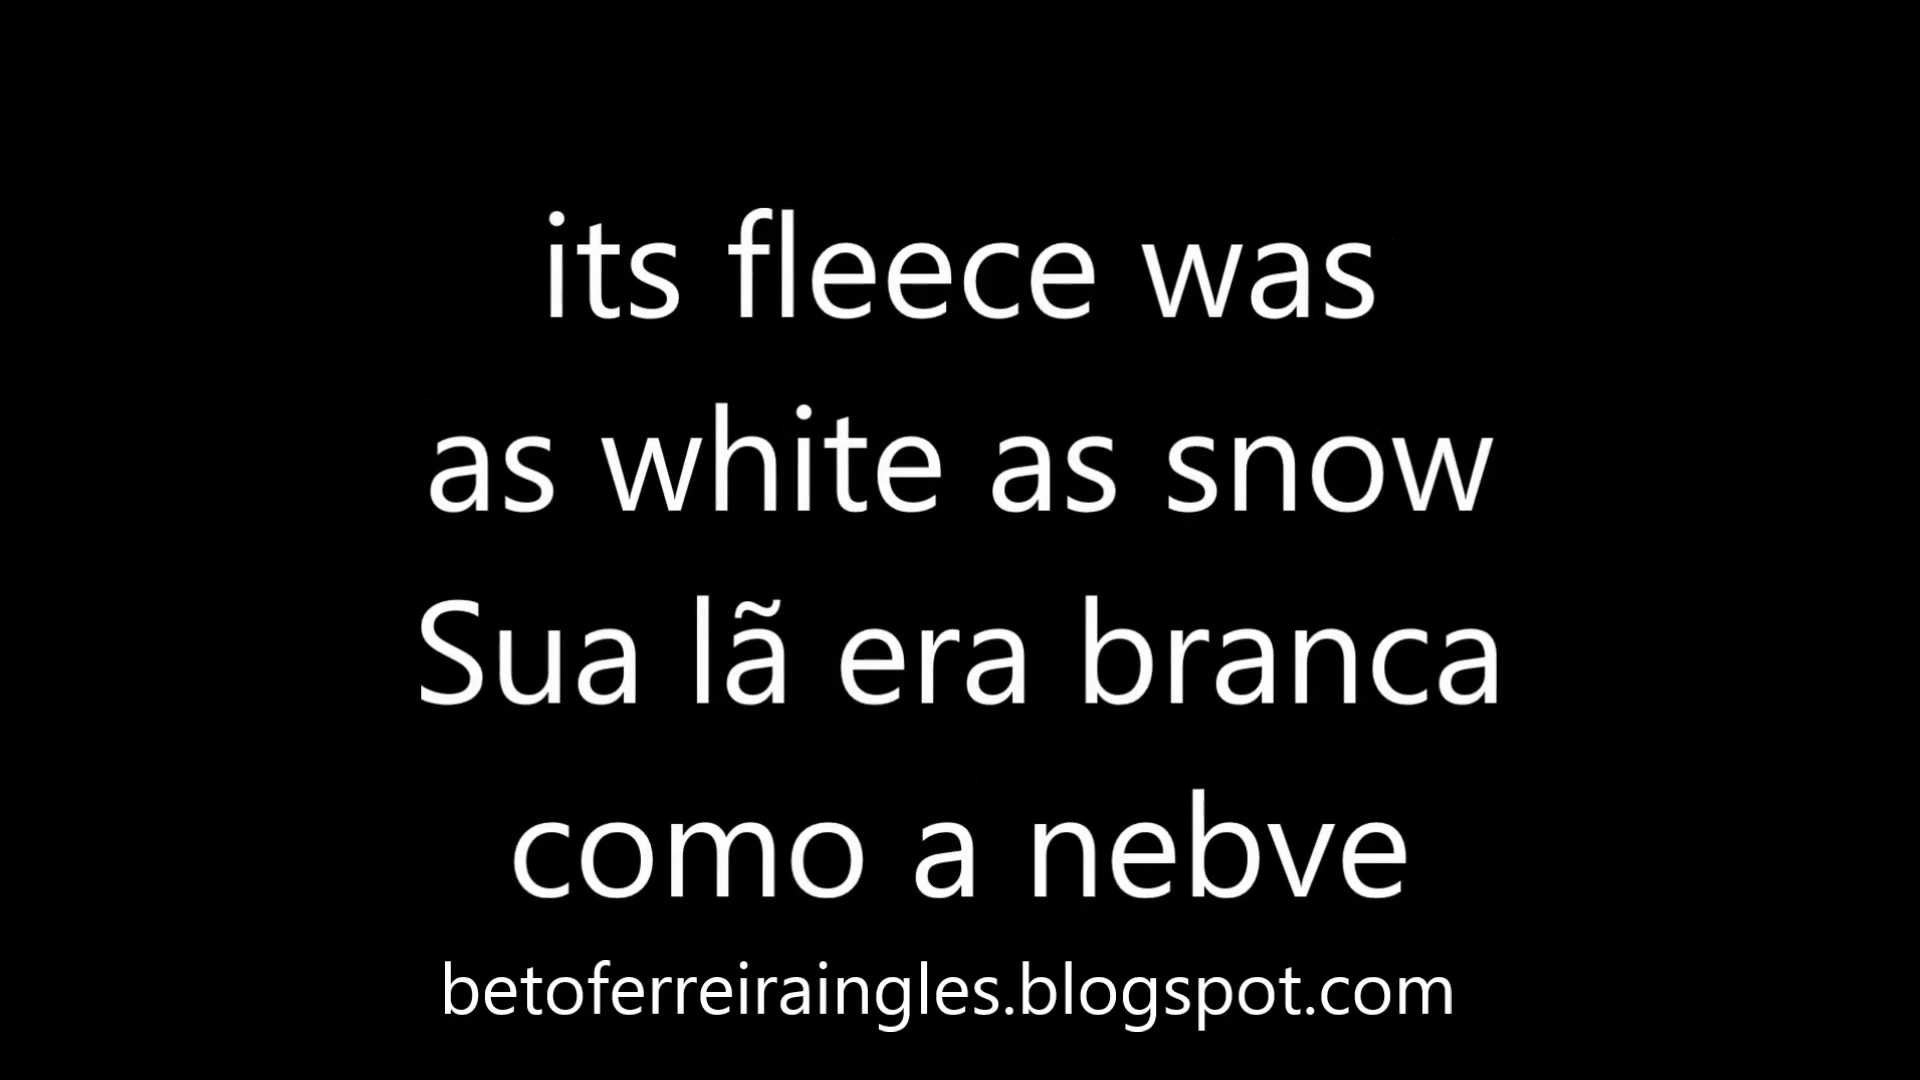 its fleece was
as white as snow
Sua lã era branca
como a nebve
betoferreiraingles.blogspot.com